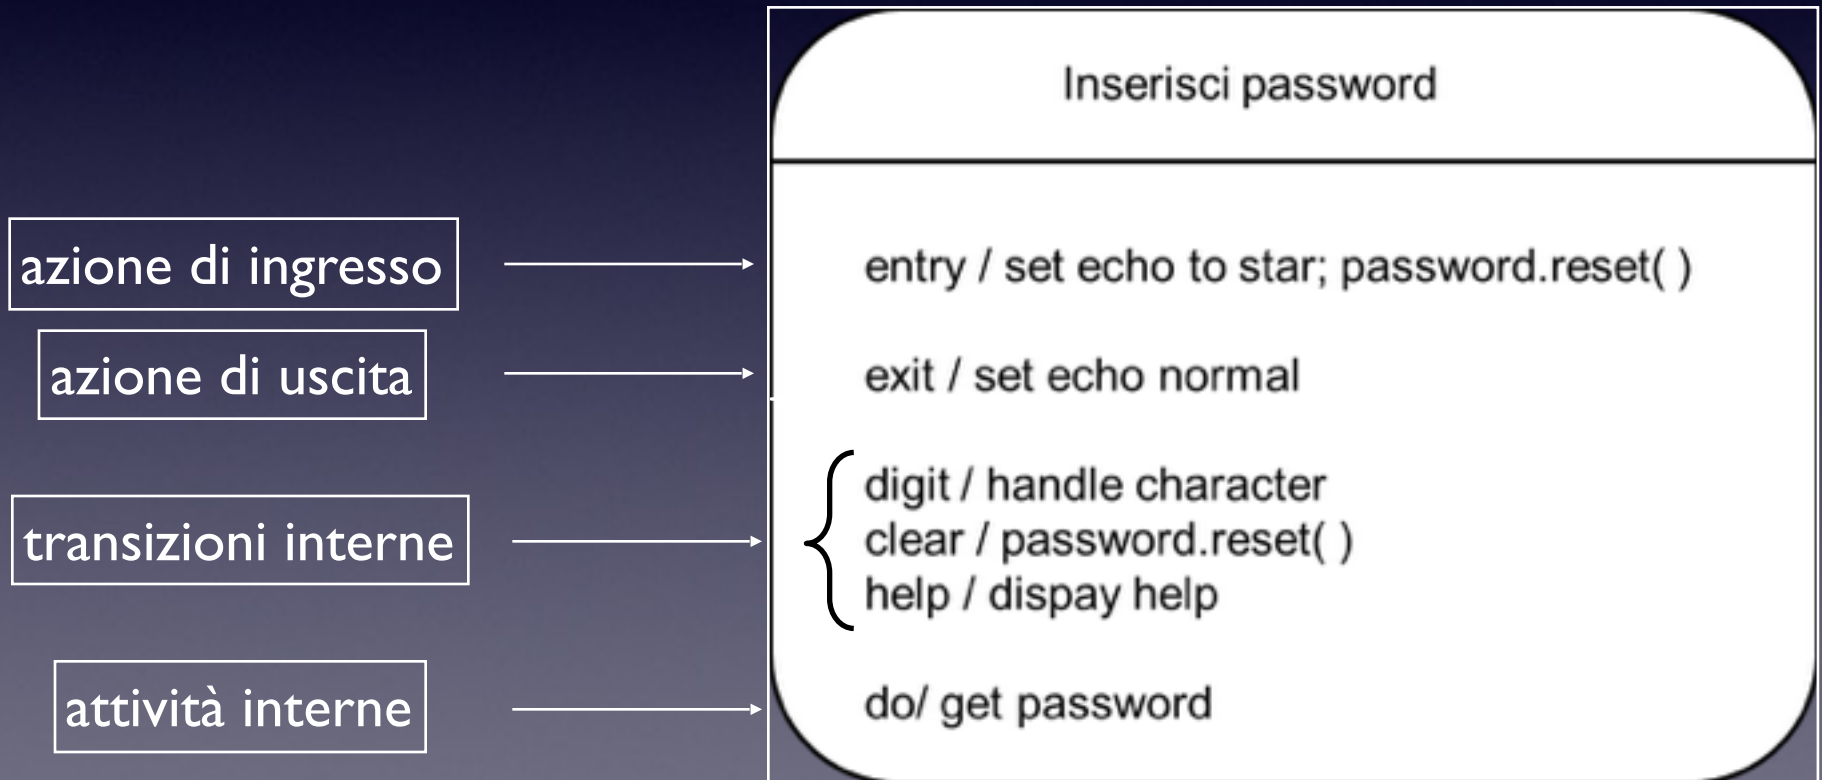 Inserisci password
azione di ingresso
entry / set echo to star; password.reset( )
azione di uscita
exit / set echo normal
transizioni interne
digit / handle character
clear / password.reset( )
help / dispay help
attività interne
do/ get password